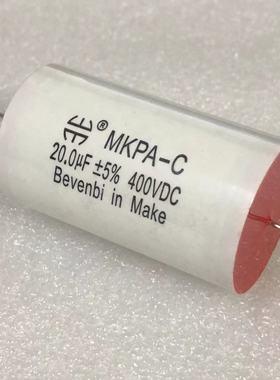 ® MKPA-C
20.0µF ±5% 400VDC
Bevenbi in Make